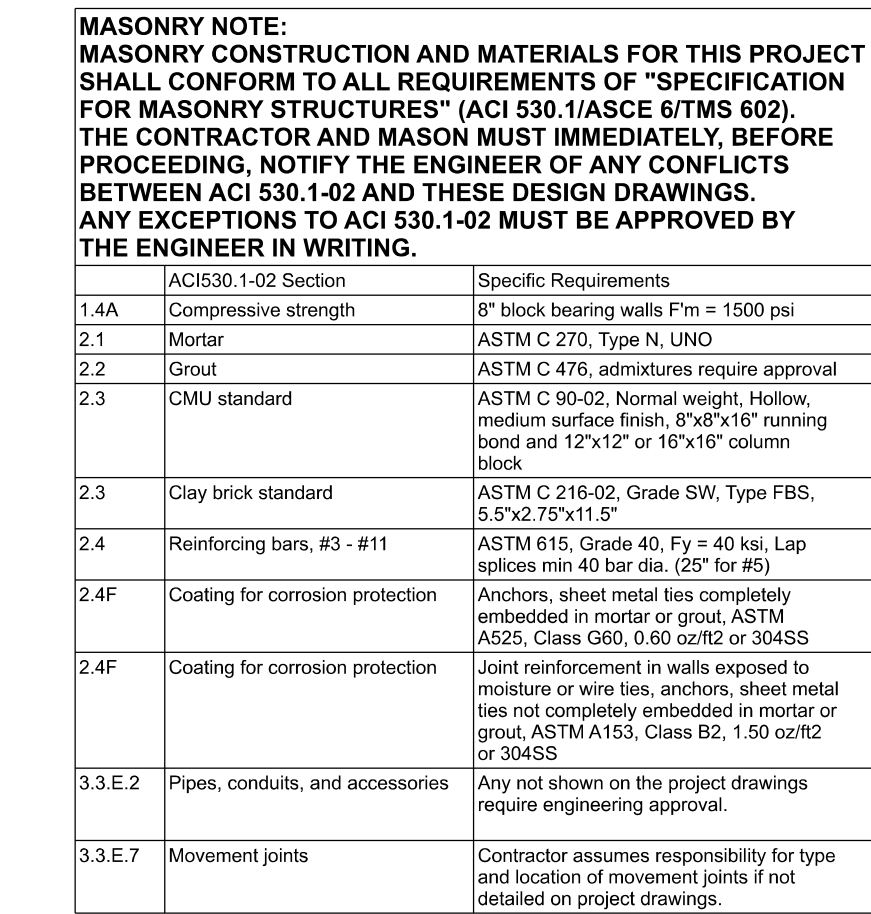 MASONRY NOTE:
MASONRY CONSTRUCTION AND MATERIALS FOR THIS PROJECT
SHALL CONFORM TO ALL REQUIREMENTS OF "SPECIFICATION
FOR MASONRY STRUCTURES" (ACI 530.1/ASCE 6/TMS 602).
THE CONTRACTOR AND MASON MUST IMMEDIATELY, BEFORE
PROCEEDING, NOTIFY THE ENGINEER OF ANY CONFLICTS
BETWEEN ACI 530.1-02 AND THESE DESIGN DRAWINGS.
ANY EXCEPTIONS TO ACI 530.1-02 MUST BE APPROVED BY
THE ENGINEER IN WRITING.
ACI530.1-02 Section Specific Requirements
1.4A Compressive strength 8" block bearing walls F'm = 1500 psi
2.1 Mortar ASTM C 270, Type N, UNO
2.2 Grout ASTM C 476, admixtures require approval
2.3 CMU standard ASTM C 90-02, Normal weight, Hollow,
medium surface finish, 8"x8"x16" running
bond and 12"x12" or 16"x16" column
block
2.3 Clay brick standard ASTM C 216-02, Grade SW, Type FBS,
5.5"x2.75"x11.5"
2.4 Reinforcing bars, #3 - #11 ASTM 615, Grade 40, Fy = 40 ksi, Lap
splices min 40 bar dia. (25" for #5)
2.4F Coating for corrosion protection Anchors, sheet metal ties completely
embedded in mortar or grout, ASTM
A525, Class G60, 0.60 oz/ft2 or 304SS
2.4F Coating for corrosion protection Joint reinforcement in walls exposed to
moisture or wire ties, anchors, sheet metal
ties not completely embedded in mortar or
grout, ASTM A153, Class B2, 1.50 oz/ft2
or 304SS
3.3.E.2 Pipes, conduits, and accessories Any not shown on the project drawings
require engineering approval.
3.3.E.7 Movement joints Contractor assumes responsibility for type
and location of movement joints if not
detailed on project drawings.